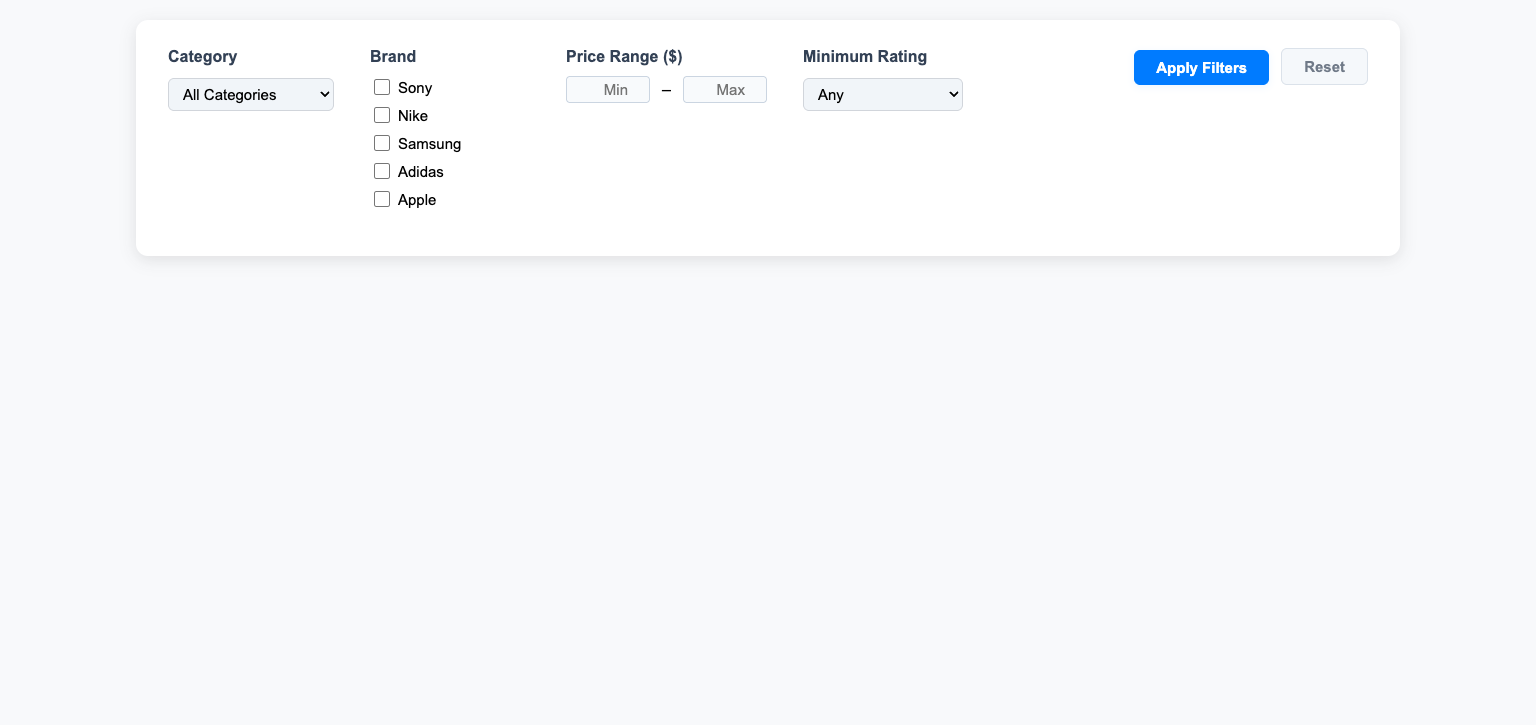 Category
All Categories
Brand
Sony
Nike
Samsung
Adidas
Apple
Price Range ($)
Min – Max
Minimum Rating
Any
Apply Filters
Reset